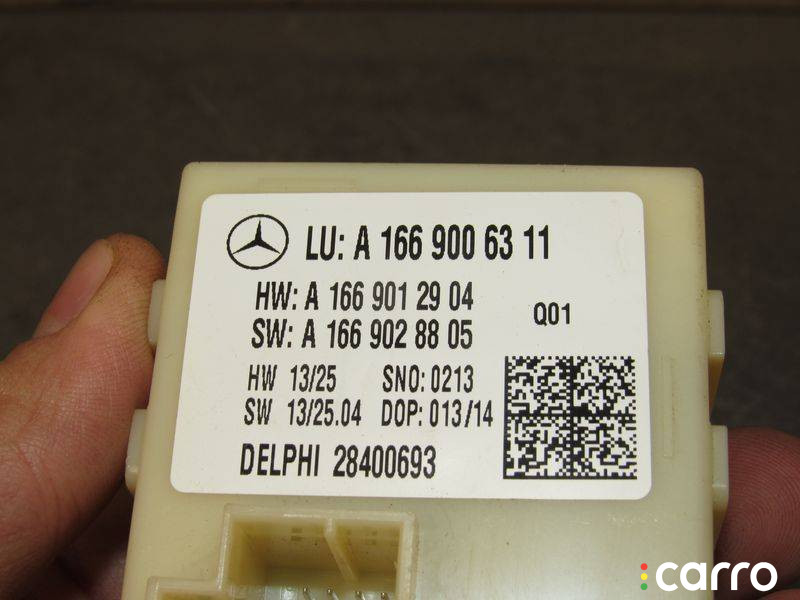 LU: A 166 900 63 11
HW: A 166 901 29 04
SW: A 166 902 88 05
Q01
HW 13/25 SNO: 0213
SW 13/25.04 DOP: 013/14
DELPHI 28400693
carro